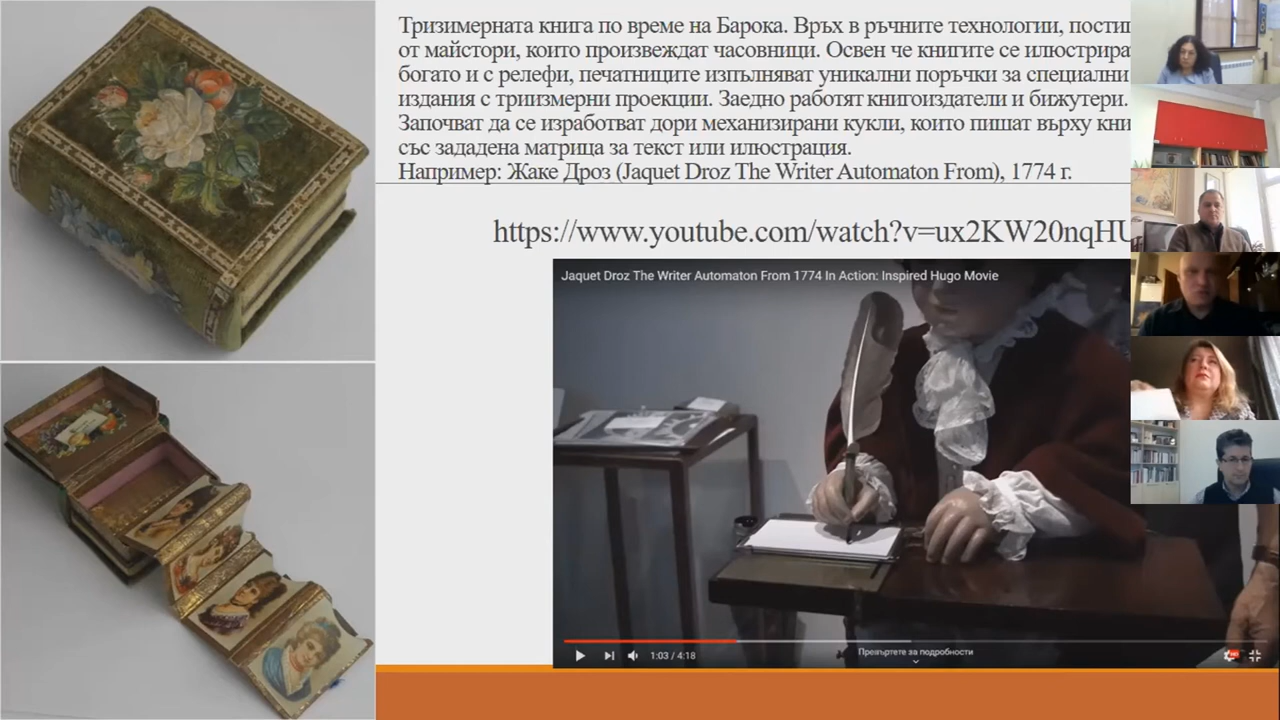 Тризимерната книга по време на Барока. Връх в ръчните технологии,
от майстори, които произвеждат часовници. Освен че книгите се
богато и с релефи, печатниците изпълняват уникални поръчки за специални
издания с триизмерни проекции. Заедно работят книгоиздатели и бижутери.
Започват да се изработват дори механизирани кукли, които пишат върху
със зададена матрица за текст или илюстрация.
Например: Жаке Дроз (Jaquet Droz The Writer Automaton From), 1774 г.
https://www.youtube.com/watch?v=ux2KW20nqHU
Jaquet Droz The Writer Automaton From 1774 In Action: Inspired Hugo Movie
1:03 / 4:18
Превъртете за подробности